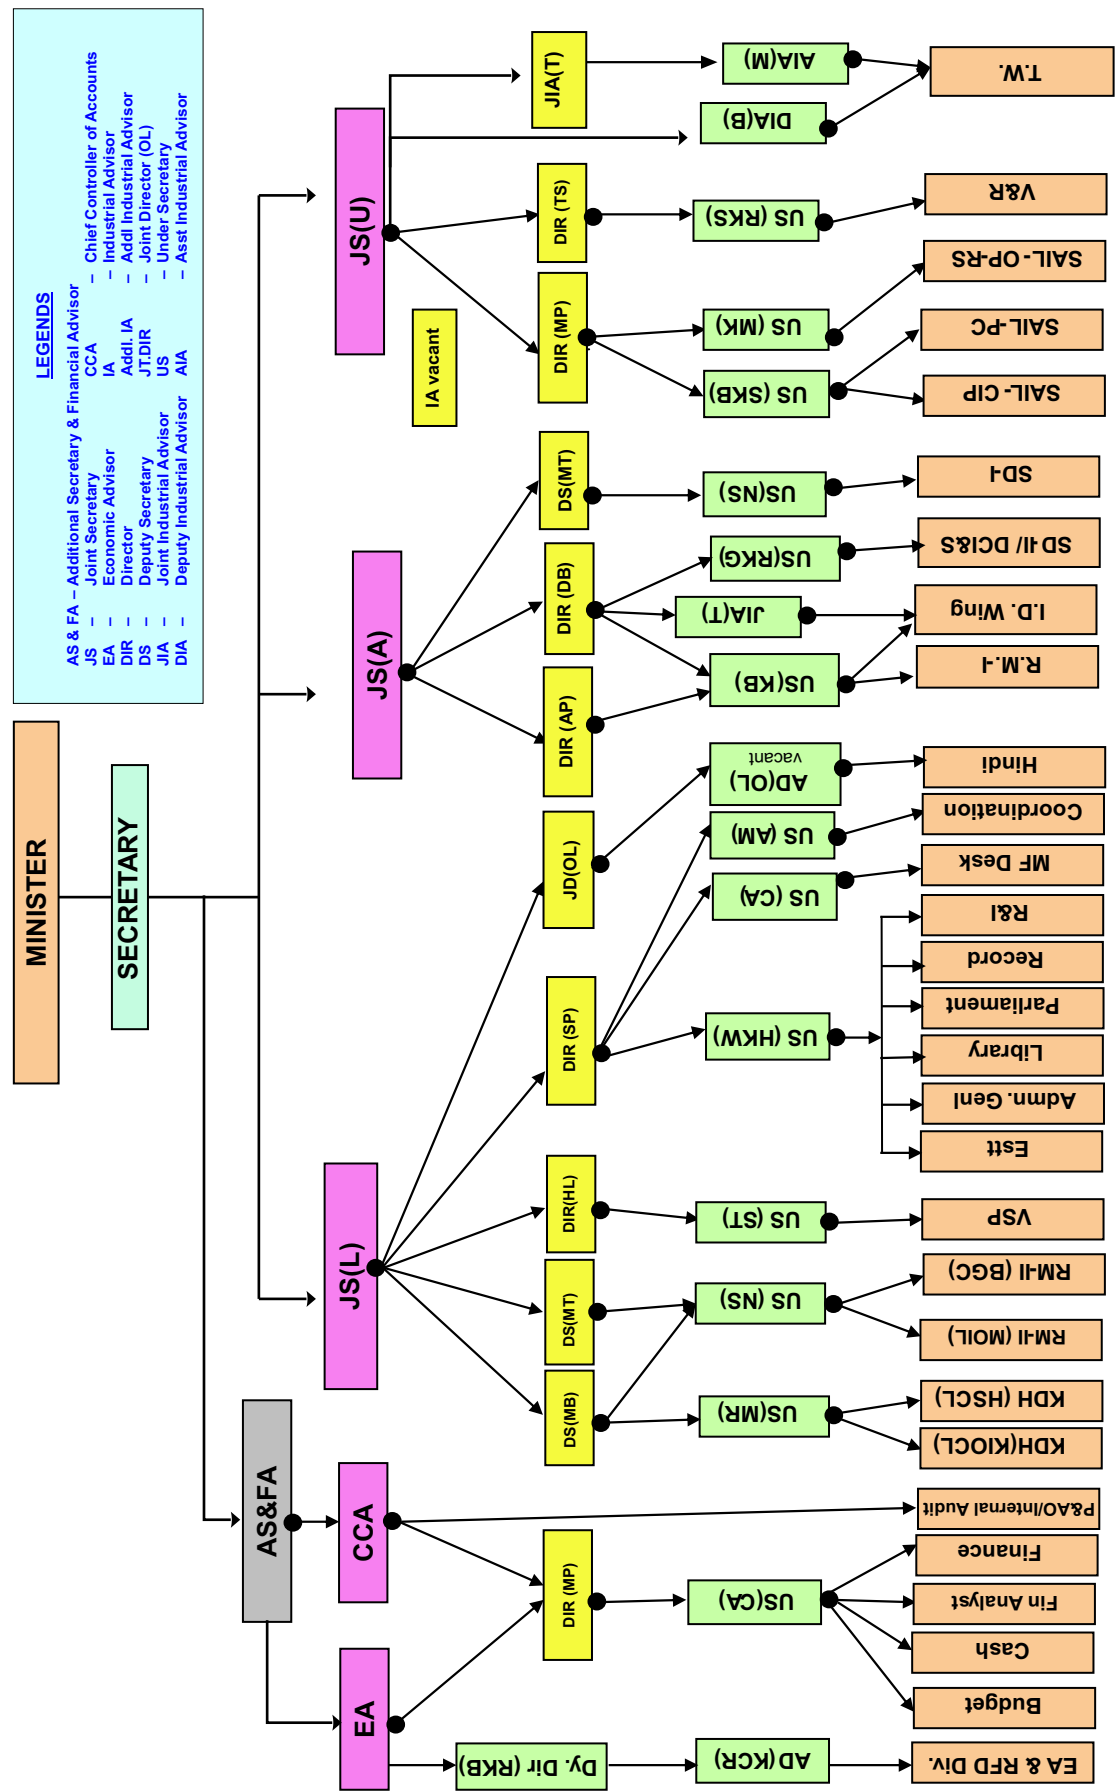 MINISTER
SECRETARY
LEGENDS
AS & FA – Additional Secretary & Financial Advisor
JS – Joint Secretary CCA – Chief Controller of Accounts
EA – Economic Advisor IA – Industrial Advisor
DIR – Director Addl. IA – Addl Industrial Advisor
DS – Deputy Secretary JT.DIR – Joint Director (OL)
JIA – Joint Industrial Advisor US – Under Secretary
DIA – Deputy Industrial Advisor AIA – Asst Industrial Advisor
AS&FA
EA
CCA
JS(L)
JS(A)
JS(U)
IA vacant
Dy. Dir (RKB)
DIR (MP)
DS(MB)
DS(MT)
DIR(HL)
DIR (SP)
JD(OL)
DIR (AP)
DIR (DB)
DS(MT)
DIR (MP)
DIR (TS)
JIA(T)
AD(KCR)
US(CA)
US(MR)
US (NS)
US (ST)
US (HKW)
US (CA)
US (AM)
AD(OL)
vacant
US(KB)
JIA(T)
US(RKG)
US(NS)
US (SKB)
US (MK)
US (RKS)
DIA(B)
AIA(M)
EA & RFD Div.
Budget
Cash
Fin Analyst
Finance
P&AO/Internal Audit
KDH(KIOCL)
KDH (HSCL)
RM-II (MOIL)
RM-II (BGC)
VSP
Estt
Admn. Genl
Library
Parliament
Record
R&I
MF Desk
Coordination
Hindi
R.M.-I
I.D. Wing
SD-II/ DCI&S
SD-I
SAIL- CIP
SAIL-PC
SAIL- OP-RS
V&R
T.W.